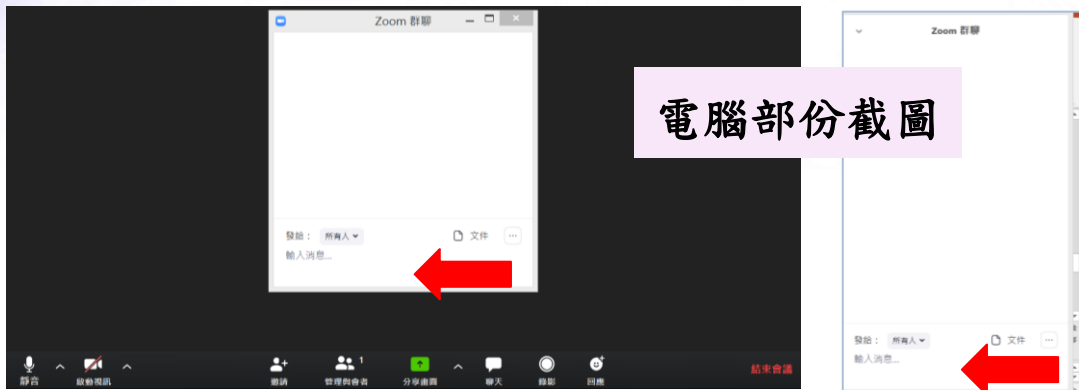 Zoom 群聊
發給：  所有人
文件
輸入消息...
靜音
啟動視訊
邀請
管理與會者
1
分享畫面
聊天
錄影
回應
結束會議
電腦部份截圖
Zoom 群聊
發給：  所有人
文件
輸入消息...